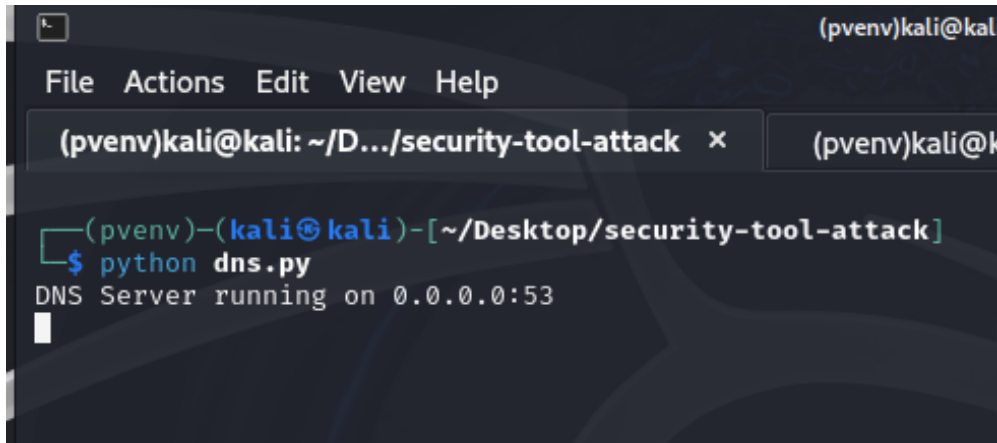 (pvenv)kali@kal
File Actions Edit View Help
(pvenv)kali@kali: ~/D.../security-tool-attack × (pvenv)kali@k
┌──(pvenv)─(kali㉿kali)-[~/Desktop/security-tool-attack]
└─$ python dns.py
DNS Server running on 0.0.0.0:53